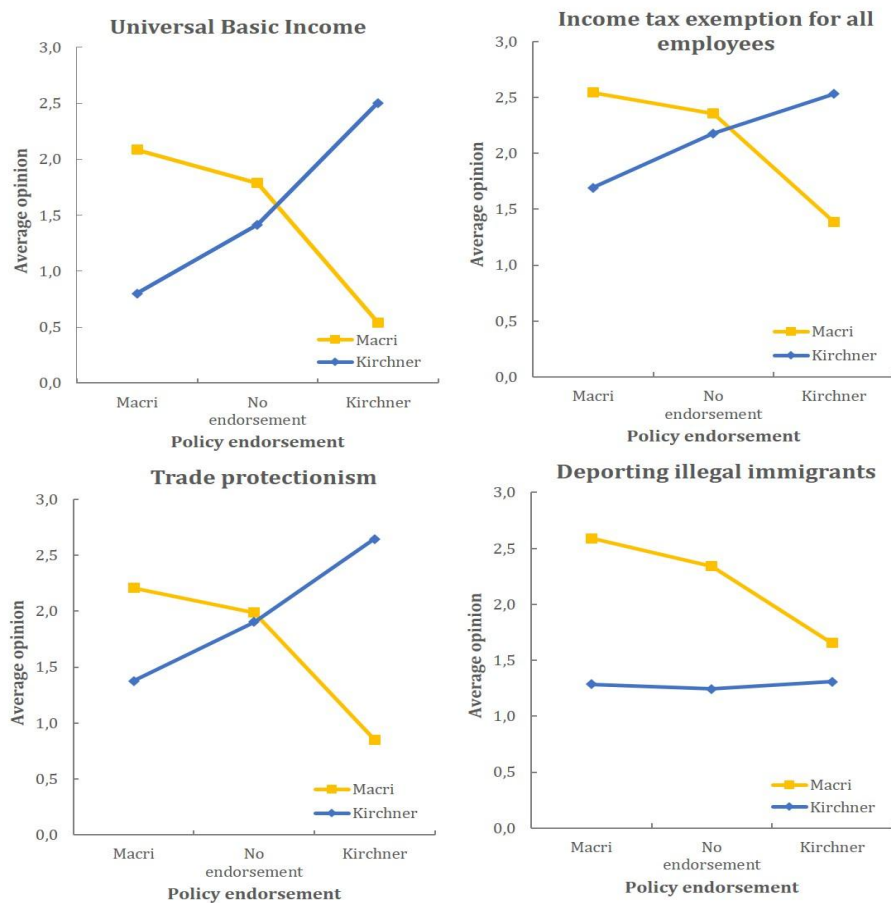 Universal Basic Income
3,0
2,5
2,0
1,5
1,0
0,5
0,0
Average opinion
Macri
Kirchner
Macri
No
endorsement
Kirchner
Policy endorsement
Income tax exemption for all
employees
3,0
2,5
2,0
1,5
1,0
0,5
0,0
Average opinion
Macri
Kirchner
Macri
No
endorsement
Kirchner
Policy endorsement
Trade protectionism
3,0
2,5
2,0
1,5
1,0
0,5
0,0
Average opinion
Macri
Kirchner
Macri
No
endorsement
Kirchner
Policy endorsement
Deporting illegal immigrants
3,0
2,5
2,0
1,5
1,0
0,5
0,0
Average opinion
Macri
Kirchner
Macri
No
endorsement
Kirchner
Policy endorsement